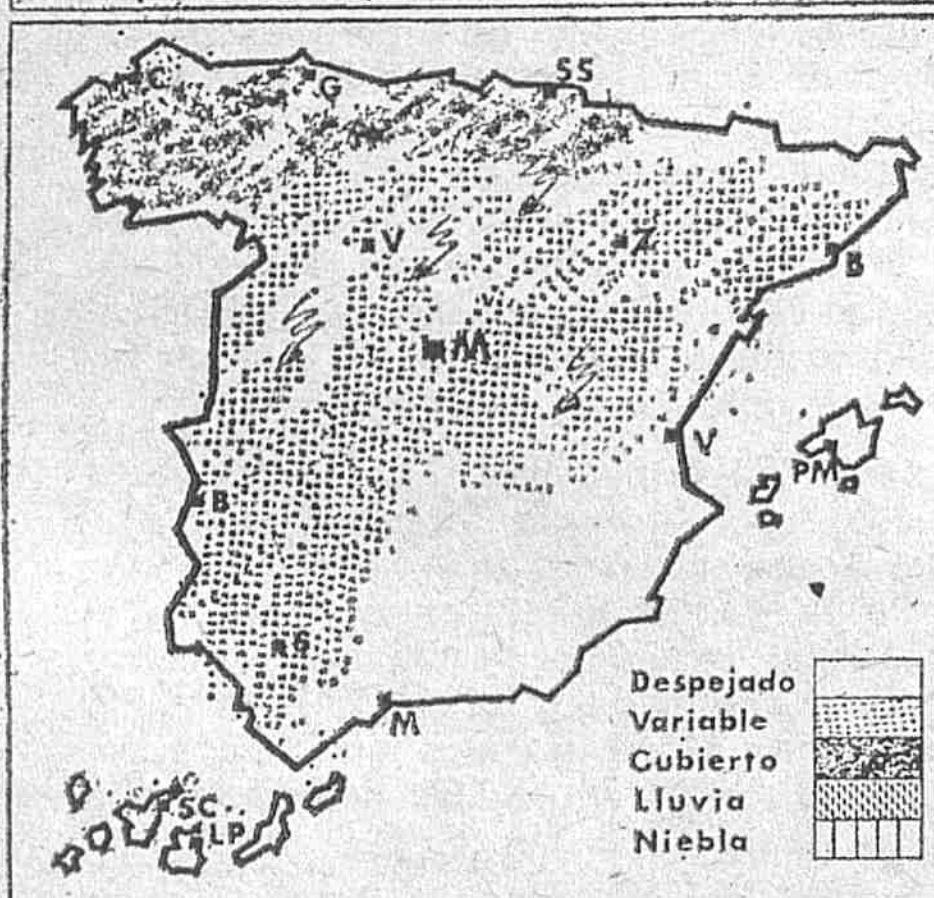 C
G
SS
V
Z
B
M
V
PM
B
S
M
SC
LP
Despejado
Variable
Cubierto
Lluvia
Niebla